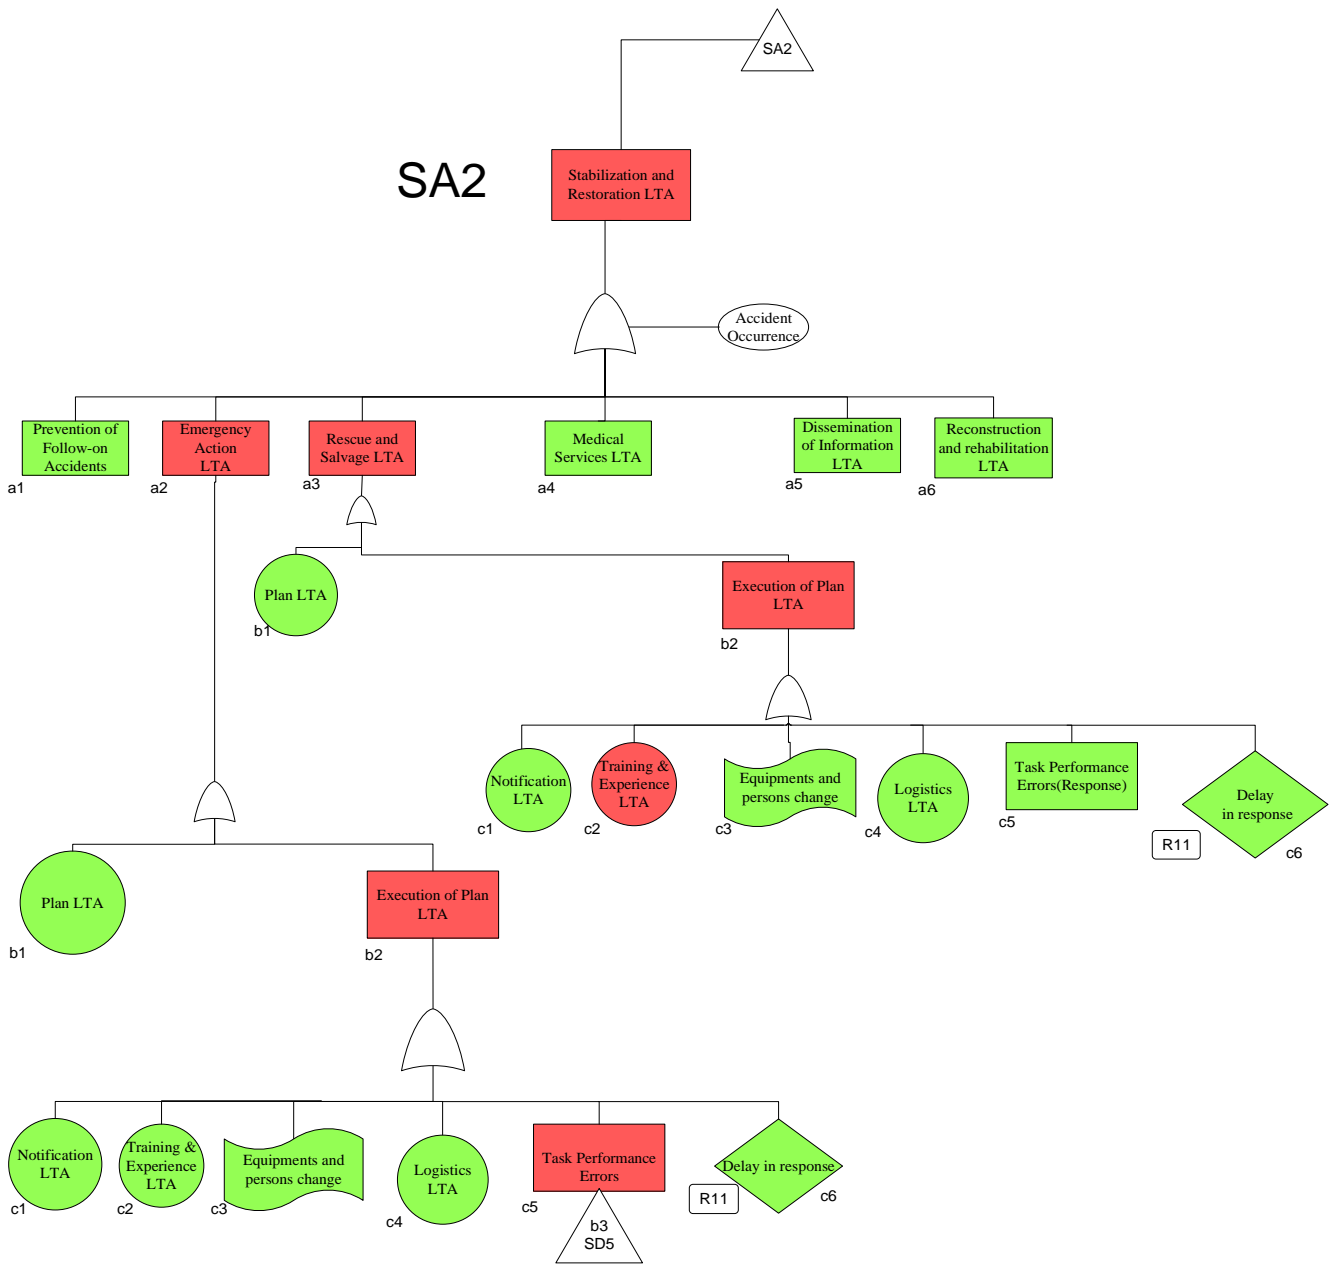 SA2
SA2
Stabilization and
Restoration LTA
Accident
Occurrence
Prevention of
Follow-on
Accidents
a1
Emergency
Action
LTA
a2
Rescue and
Salvage LTA
a3
Medical
Services LTA
a4
Dissemination
of Information
LTA
a5
Reconstruction
and rehabilitation
LTA
a6
Plan LTA
b1
Execution of Plan
LTA
b2
Notification
LTA
c1
Training &
Experience
LTA
c2
Equipments and
persons change
c3
Logistics
LTA
c4
Task Performance
Errors(Response)
c5
Delay
in response
R11
c6
Plan LTA
b1
Execution of Plan
LTA
b2
Notification
LTA
c1
Training &
Experience
LTA
c2
Equipments and
persons change
c3
Logistics
LTA
c4
Task Performance
Errors
c5
b3
SD5
Delay in response
R11
c6